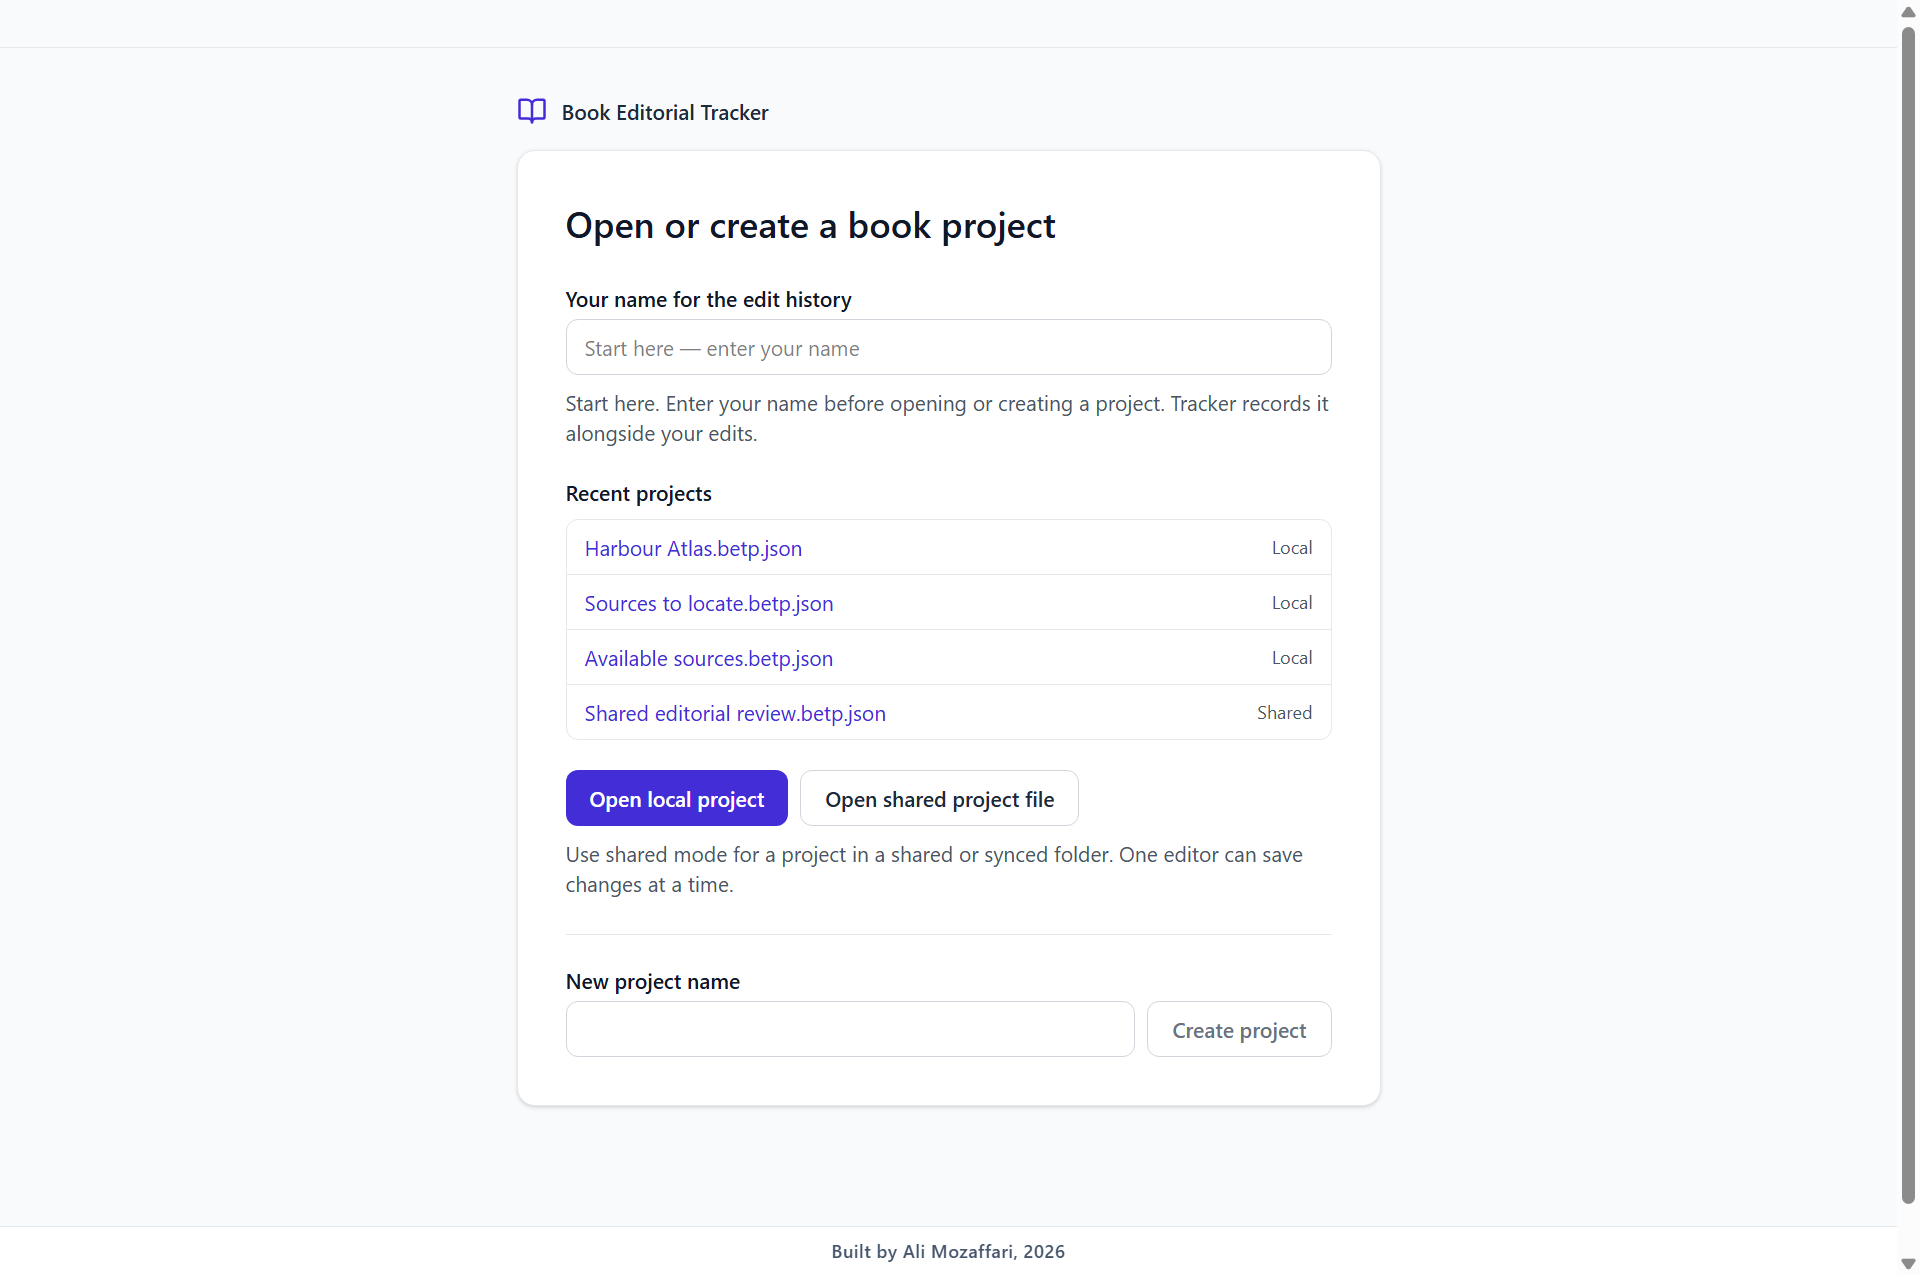 Book Editorial Tracker
Open or create a book project
Your name for the edit history
Start here — enter your name
Start here. Enter your name before opening or creating a project. Tracker records it
alongside your edits.
Recent projects
Harbour Atlas.betp.json Local
Sources to locate.betp.json Local
Available sources.betp.json Local
Shared editorial review.betp.json Shared
Open local project Open shared project file
Use shared mode for a project in a shared or synced folder. One editor can save
changes at a time.
New project name
Create project
Built by Ali Mozaffari, 2026